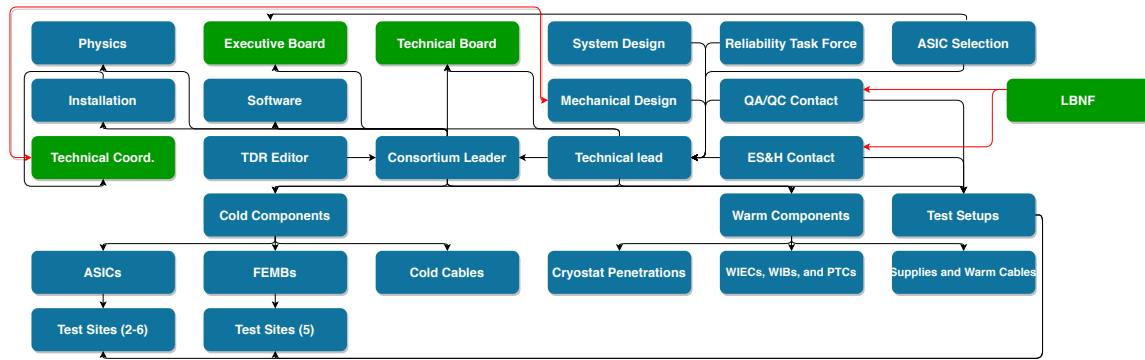 Physics
Executive Board
Technical Board
System Design
Reliability Task Force
ASIC Selection
Installation
Software
Mechanical Design
QA/QC Contact
LBNF
Technical Coord.
TDR Editor
Consortium Leader
Technical lead
ES&H Contact
Cold Components
Warm Components
Test Setups
ASICs
FEMBs
Cold Cables
Cryostat Penetrations
WIECs, WIBs, and PTCs
Supplies and Warm Cables
Test Sites (2-6)
Test Sites (5)